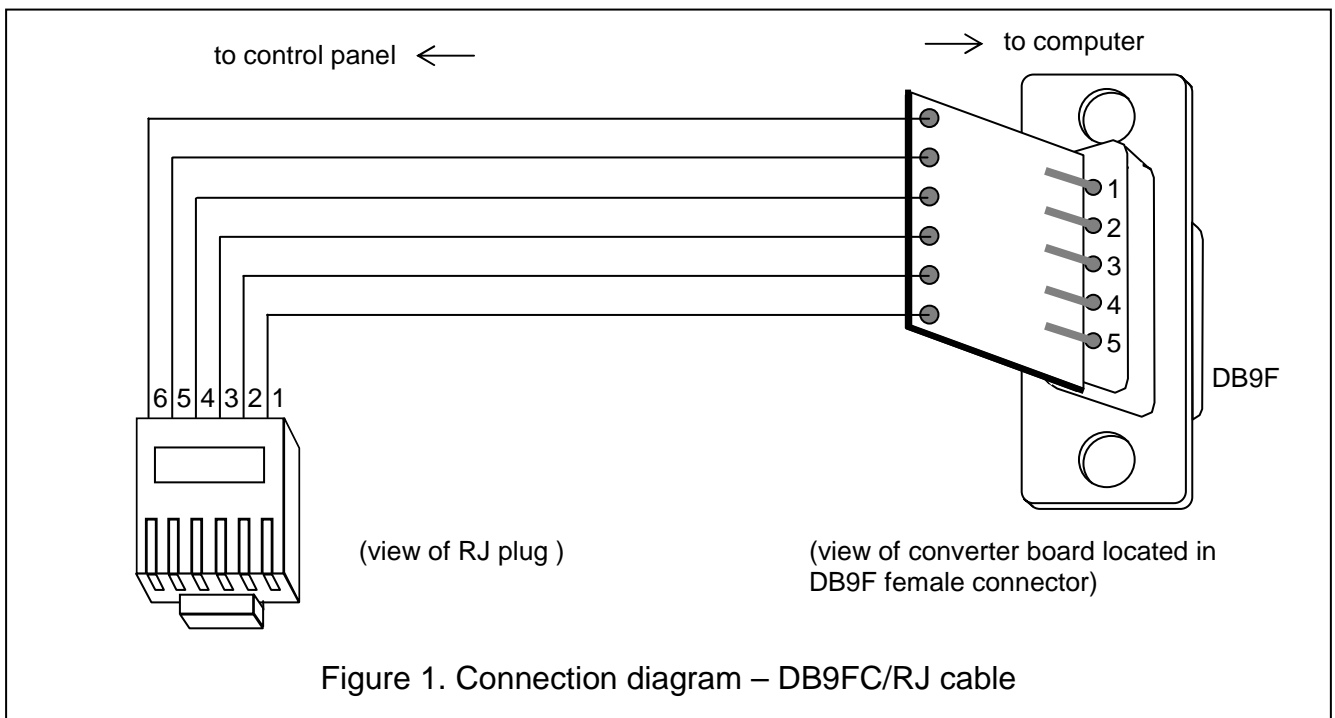 to control panel
to computer
1
2
3
4
5
DB9F
6 5 4 3 2 1
(view of RJ plug )
(view of converter board located in
DB9F female connector)
Figure 1. Connection diagram – DB9FC/RJ cable